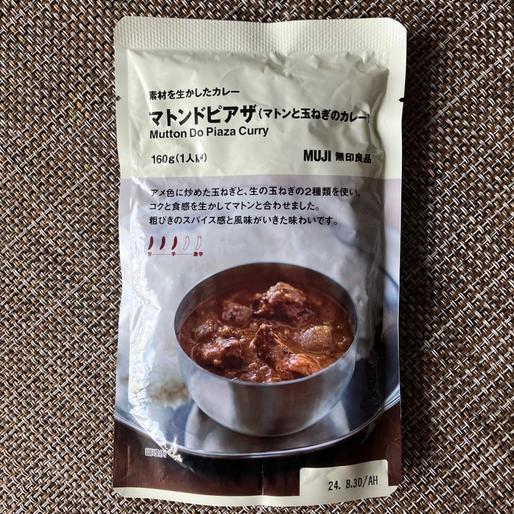 素材を生かしたカレー
マトンドピアザ(マトンと玉ねぎのカレー)
Mutton Do Piaza Curry
160g(1人前)
MUJI 無印良品
アメ色に炒めた玉ねぎと、生の玉ねぎの2種類を使い、
コクと食感を生かしてマトンと合わせました。
粗びきのスパイス感と風味がいきた味わいです。
辛
24. 8.30/AH